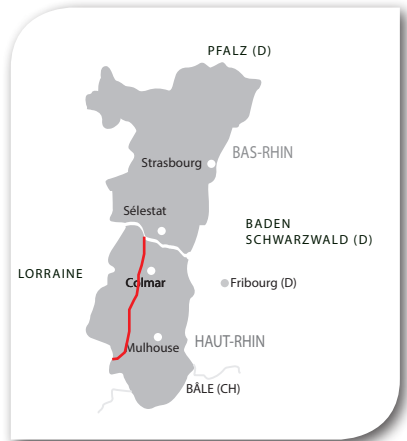 PFALZ (D)
Strasbourg
BAS-RHIN
Sélestat
BADEN
SCHWARZWALD (D)
LORRAINE
Colmar
Fribourg (D)
Mulhouse
HAUT-RHIN
BÂLE (CH)